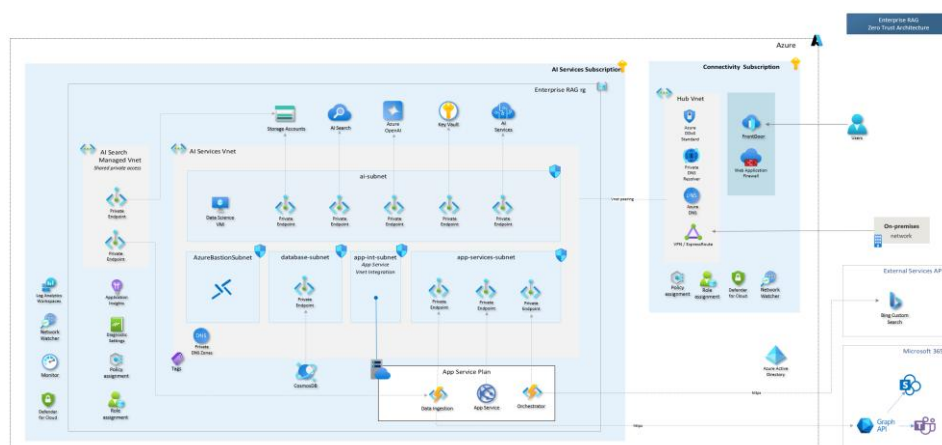 Enterprise RAG
Zero Trust Architecture
Azure
AI Services Subscription
Enterprise RAG rg
Connectivity Subscription
Storage Accounts
AI Search
Azure
OpenAI
Key Vault
AI
Services
AI Search
Managed Vnet
(Shared private access)
Private
Endpoint
Private
Endpoint
AI Services Vnet
ai-subnet
Data Science
VM
Private
Endpoint
Private
Endpoint
Private
Endpoint
Private
Endpoint
Private
Endpoint
AzureBastionSubnet
database-subnet
Private
Endpoint
app-int-subnet
App Service
Vnet Integration
app-services-subnet
Private
Endpoint
Private
Endpoint
Private
Endpoint
Private
DNS Zones
Tags
CosmosDB
App Service Plan
Data Ingestion
App Service
Orchestrator
Log Analytics
Workspaces
Application
Insights
Network
Watcher
Diagnostic
Settings
Monitor
Policy
assignment
Defender
for Cloud
Role
assignment
Vnet peering
Hub Vnet
Azure
DDoS
Standard
Private
DNS
Resolver
Azure
DNS
VPN / ExpressRoute
FrontDoor
Web Application
Firewall
Policy
assignment
Role
assignment
Defender
for Cloud
Network
Watcher
Users
On-premises
network
External Services API
Bing Custom
Search
Azure Active
Directory
Microsoft 365
Graph
API
https
https